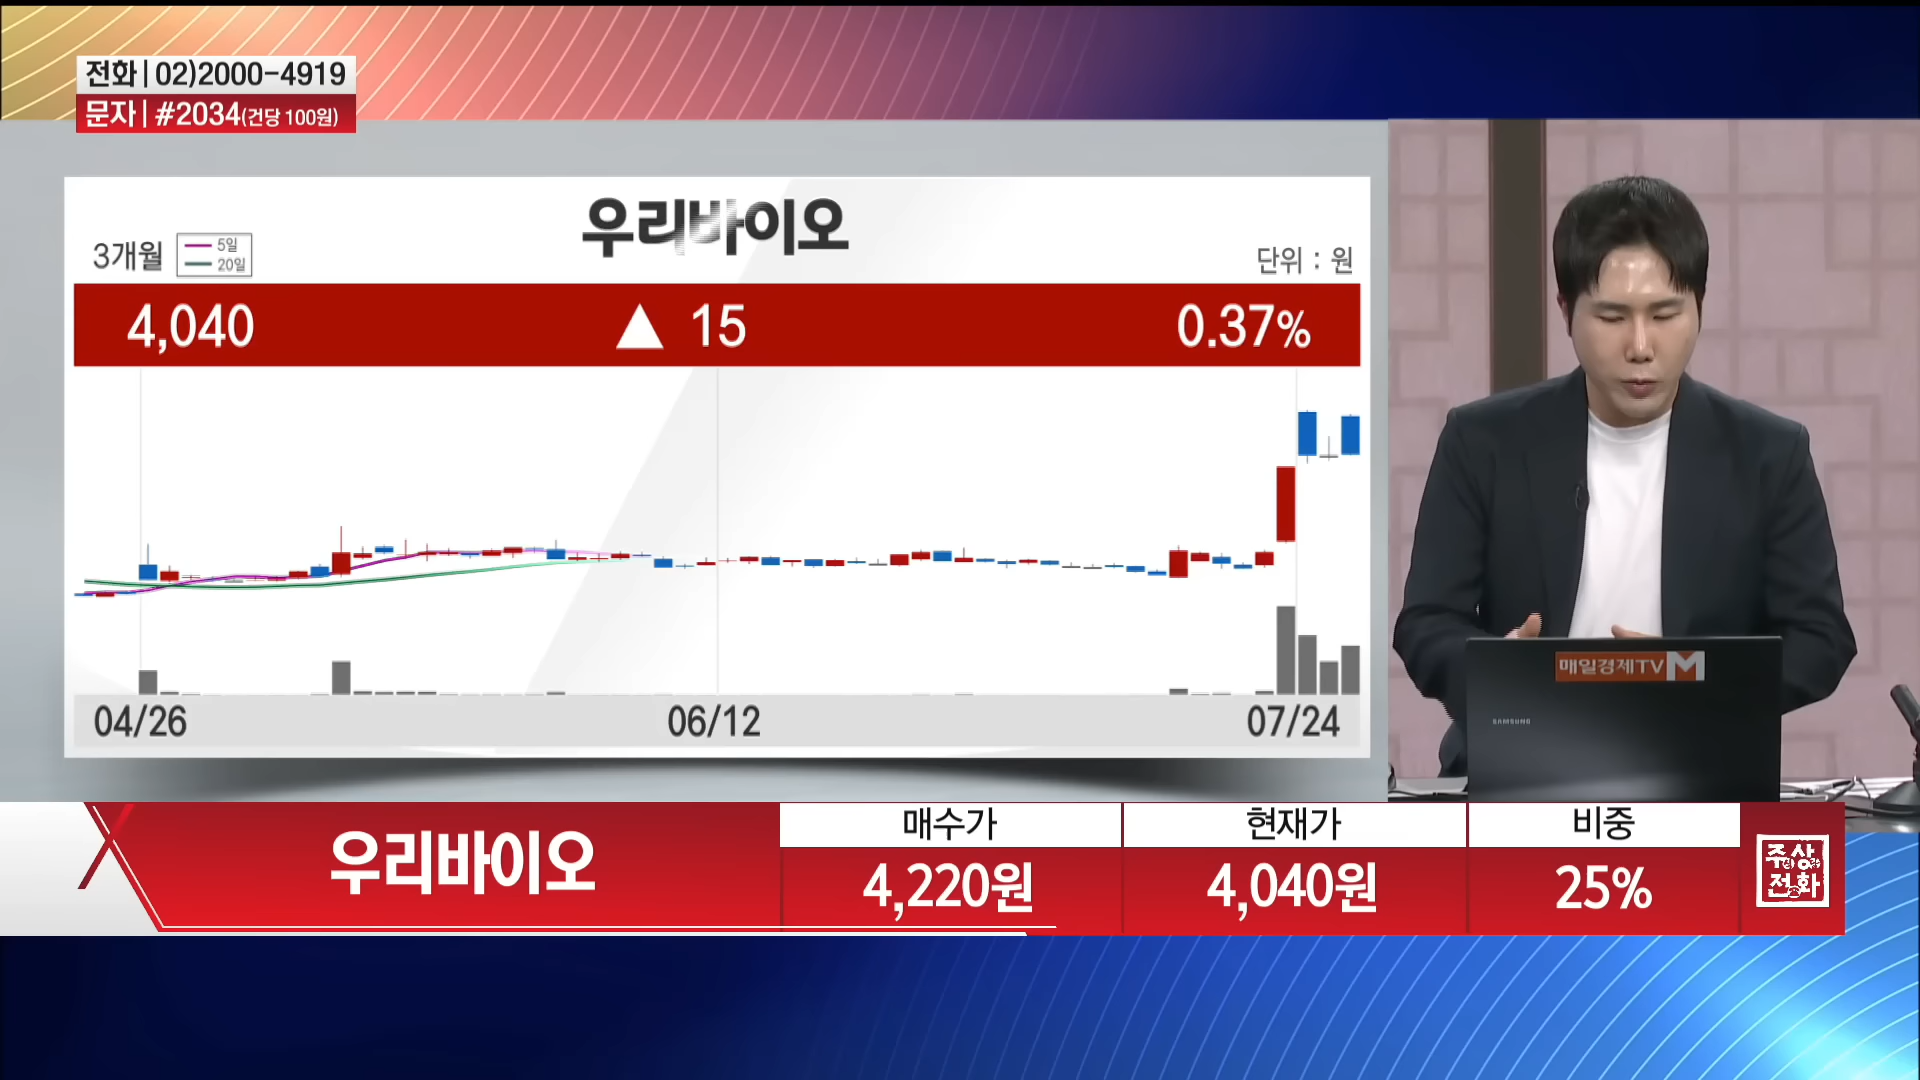 전화 | 02)2000-4919
문자 | #2034(건당 100원)
우리바이오
3개월
5일
20일
단위 : 원
4,040 ▲ 15 0.37%
04/26 06/12 07/24
매일경제TV M
SAMSUNG
우리바이오
매수가 현재가 비중
4,220원 4,040원 25%
주상
전화